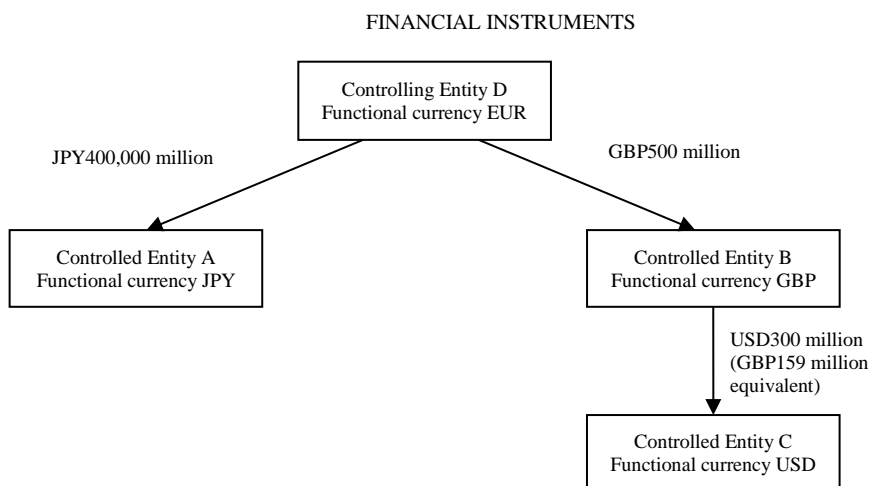 FINANCIAL INSTRUMENTS
Controlling Entity D
Functional currency EUR
JPY400,000 million
GBP500 million
Controlled Entity A
Functional currency JPY
Controlled Entity B
Functional currency GBP
USD300 million
(GBP159 million
equivalent)
Controlled Entity C
Functional currency USD